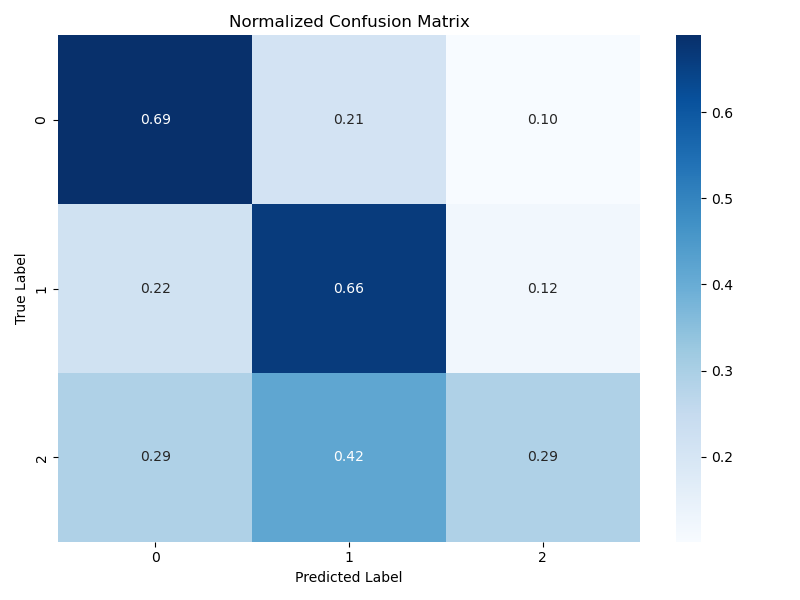 Normalized Confusion Matrix
True Label
0 0.69 0.21 0.10
1 0.22 0.66 0.12
2 0.29 0.42 0.29
0 1 2
Predicted Label
0.6
0.5
0.4
0.3
0.2